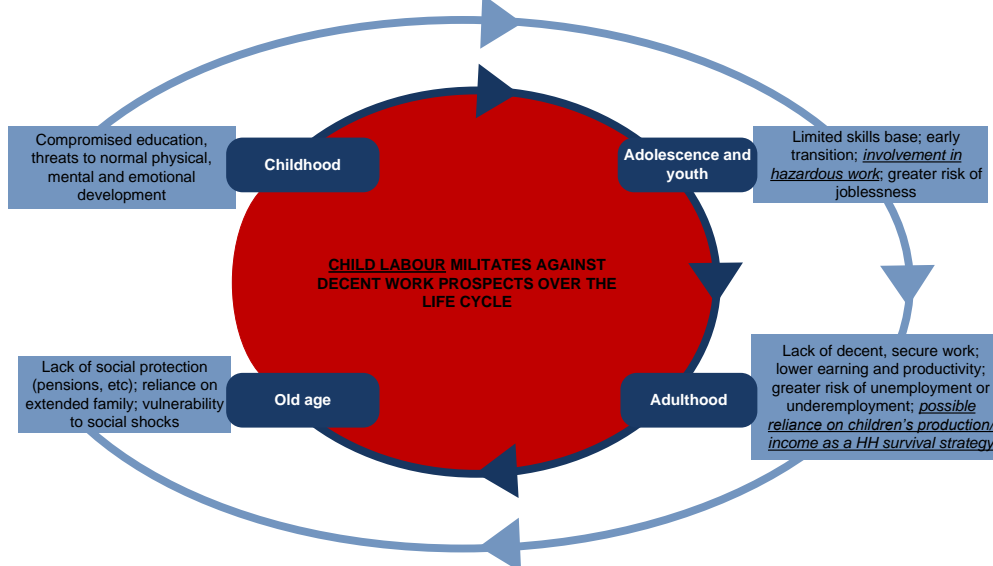 Compromised education,
threats to normal physical,
mental and emotional
development
Childhood
Adolescence and
youth
Limited skills base; early
transition; involvement in
hazardous work; greater risk of
joblessness
CHILD LABOUR MILITATES AGAINST
DECENT WORK PROSPECTS OVER THE
LIFE CYCLE
Lack of social protection
(pensions, etc); reliance on
extended family; vulnerability
to social shocks
Old age
Adulthood
Lack of decent, secure work;
lower earning and productivity;
greater risk of unemployment or
underemployment; possible
reliance on children’s production/
income as a HH survival strategy